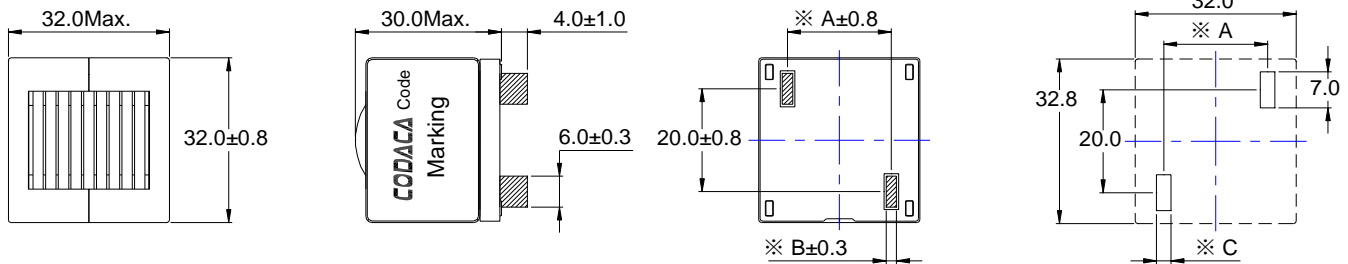 32.0Max.
32.0±0.8
30.0Max.
4.0±1.0
6.0±0.3
CODACA Code
Marking
※ A±0.8
20.0±0.8
※ B±0.3
32.0
※ A
7.0
32.8
20.0
※ C